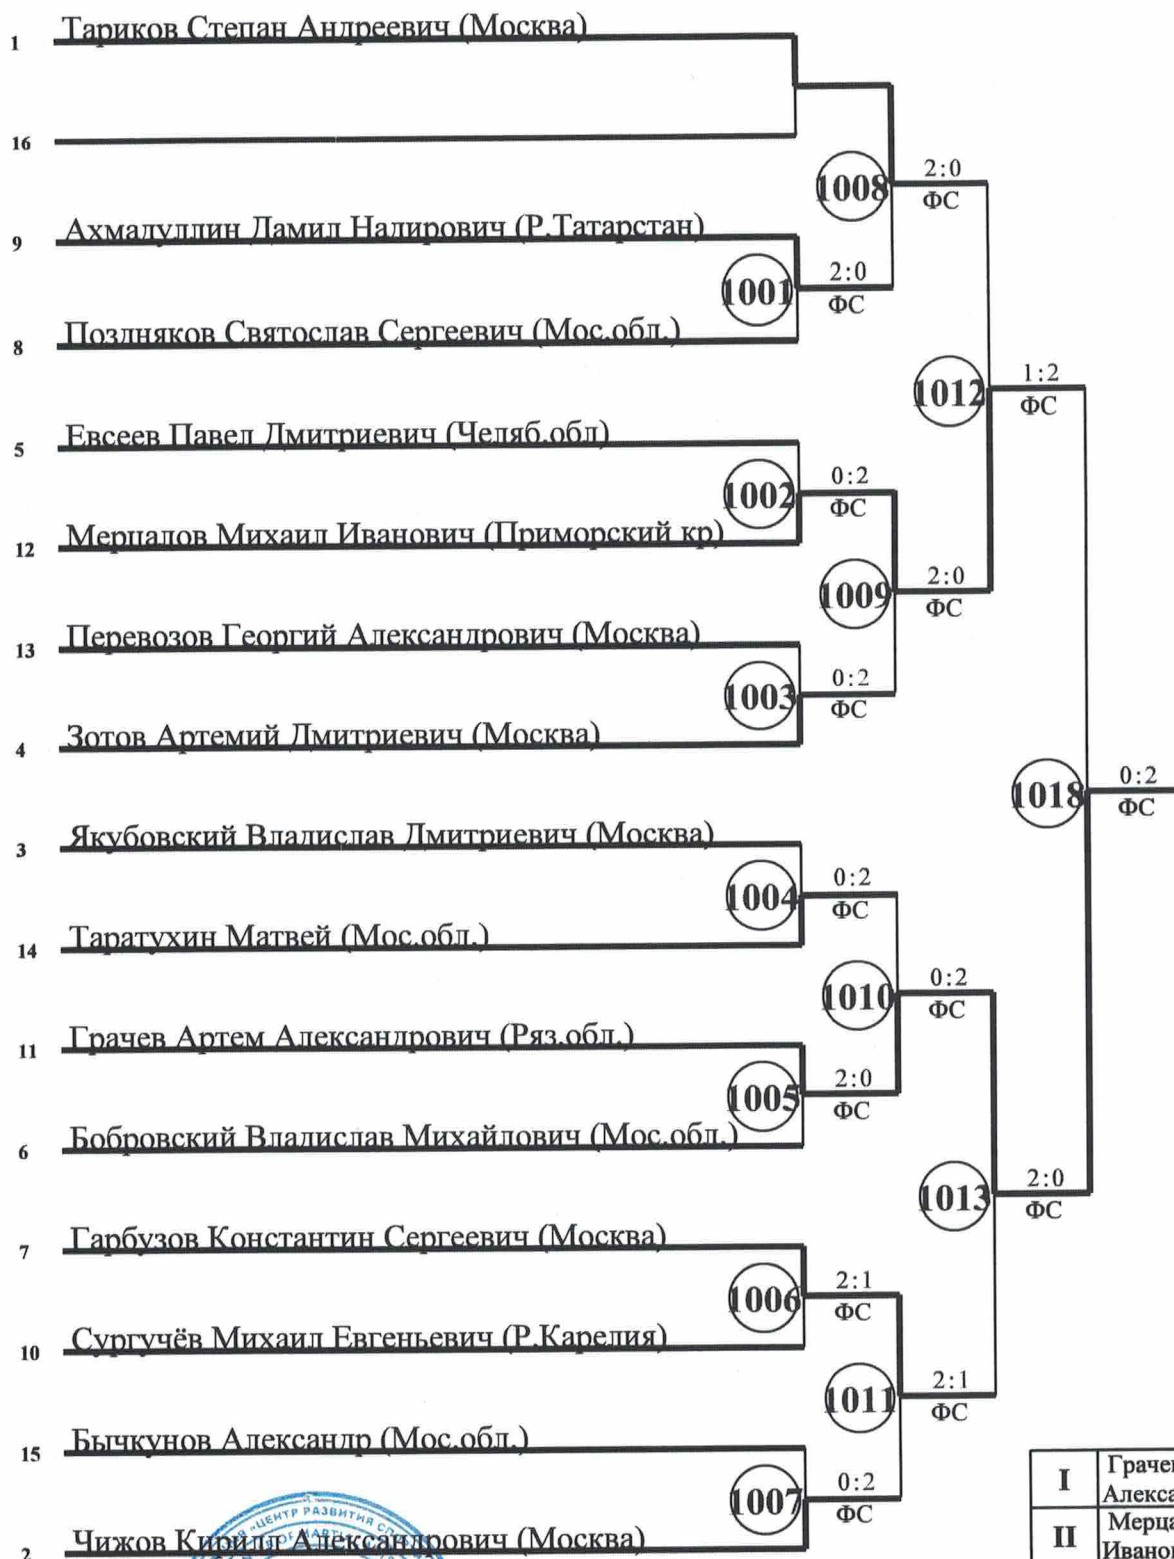 1 Тариков Степан Андреевич (Москва)
16
1008 2:0
ФС
9 Ахмадуллин Дамил Надирович (Р.Татарстан)
1001 2:0
ФС
8 Поздняков Святослав Сергеевич (Мос.обл.)
1012 1:2
ФС
5 Евсеев Павел Дмитриевич (Челяб.обл)
1002 0:2
ФС
12 Мерцалов Михаил Иванович (Приморский кр)
1009 2:0
ФС
13 Перевозов Георгий Александрович (Москва)
1003 0:2
ФС
4 Зотов Артемий Дмитриевич (Москва)
1018 0:2
ФС
3 Якубовский Владислав Дмитриевич (Москва)
1004 0:2
ФС
14 Таратухин Матвей (Мос.обл.)
1010 0:2
ФС
11 Грачев Артем Александрович (Ряз.обл.)
1005 2:0
ФС
6 Бобровский Владислав Михайлович (Мос.обл.)
1013 2:0
ФС
7 Гарбузов Константин Сергеевич (Москва)
1006 2:1
ФС
10 Сургучёв Михаил Евгеньевич (Р.Карелия)
1011 2:1
ФС
15 Бычкунов Александр (Мос.обл.)
1007 0:2
ФС
2 Чижов Кирилл Александрович (Москва)
"ЦЕНТР РАЗВИТИЯ
I Грачев
Алекса
II Мерца
Иванон